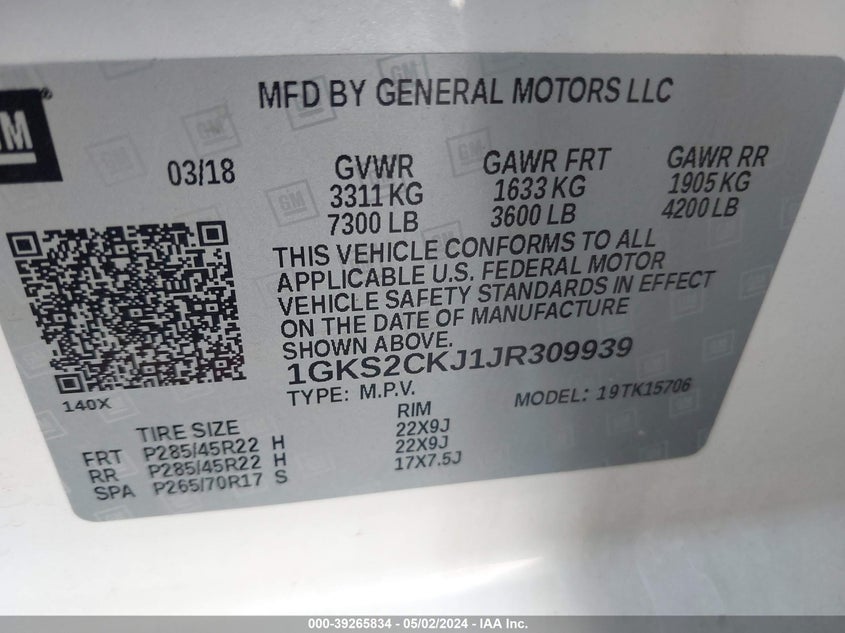 GM
®
MFD BY GENERAL MOTORS LLC
03/18
GVWR GAWR FRT GAWR RR
3311 KG 1633 KG 1905 KG
7300 LB 3600 LB 4200 LB
THIS VEHICLE CONFORMS TO ALL
APPLICABLE U.S. FEDERAL MOTOR
VEHICLE SAFETY STANDARDS IN EFFECT
ON THE DATE OF MANUFACTURE
SHOWN ABOVE.
1GKS2CKJ1JR309939
140X
TYPE: M.P.V. MODEL: 19TK15706
TIRE SIZE RIM
FRT P285/45R22 H 22X9J
RR P285/45R22 H 22X9J
SPA P265/70R17 S 17X7.5J
000-39265834 - 05/02/2024 - IAA Inc.